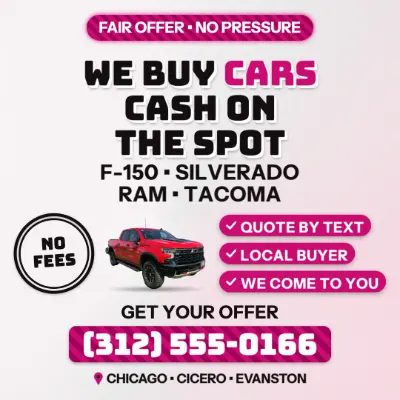 FAIR OFFER • NO PRESSURE
WE BUY CARS
CASH ON
THE SPOT
F-150 • SILVERADO
RAM • TACOMA
NO
FEES
✓ QUOTE BY TEXT
✓ LOCAL BUYER
✓ WE COME TO YOU
GET YOUR OFFER
(312) 555-0166
CHICAGO • CICERO • EVANSTON